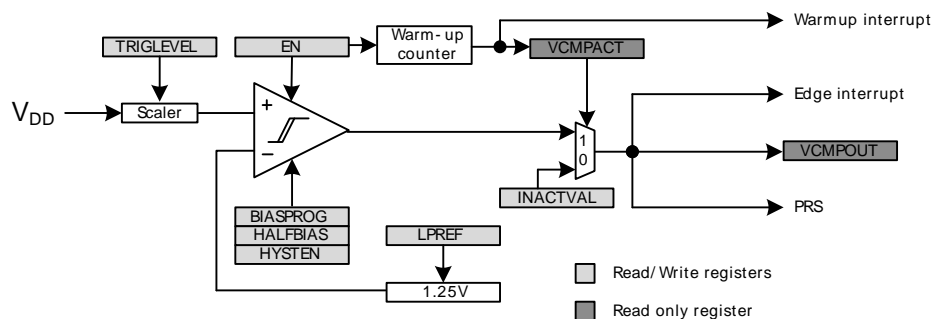 Warmup interrupt
TRIGLEVEL
EN
Warm-up
counter
VCMPACT
Edge interrupt
VDD
Scaler
+
1
0
VCMPOUT
−
INACTVAL
PRS
BIASPROG
HALFBIAS
HYSTEN
LPREF
1.25V
Read/Write registers
Read only register